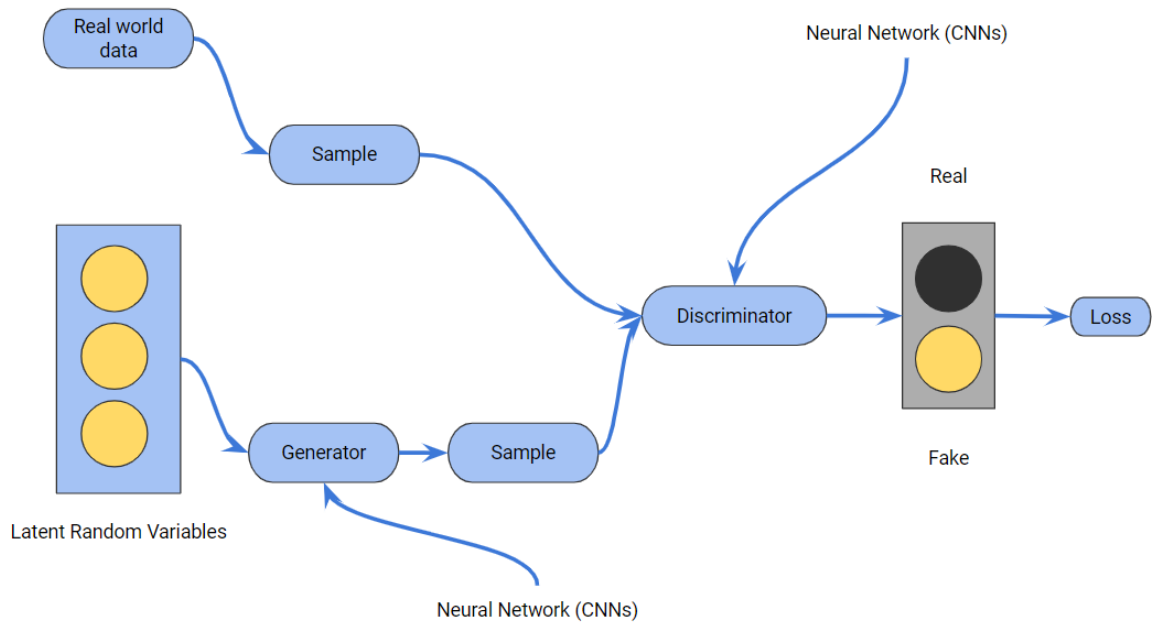 Real world
data
Neural Network (CNNs)
Sample
Real
Discriminator
Loss
Generator
Sample
Fake
Latent Random Variables
Neural Network (CNNs)